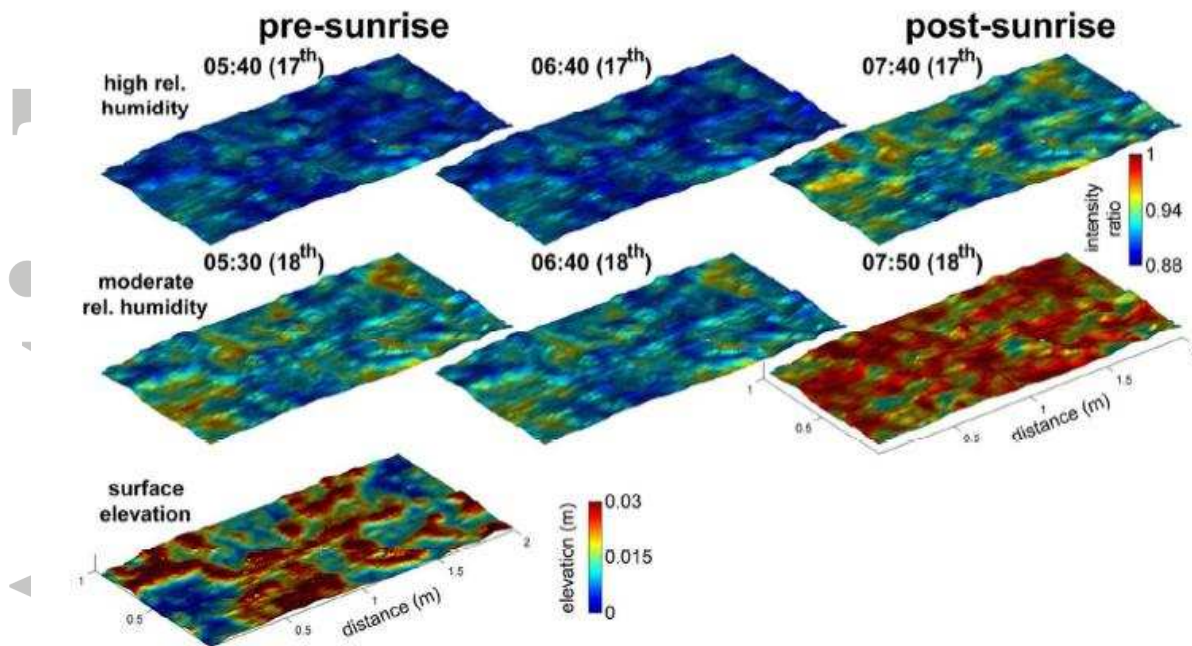 pre-sunrise
post-sunrise
high rel.
humidity
05:40 (17th)
06:40 (17th)
07:40 (17th)
1
0.94
0.88
intensity
ratio
moderate
rel. humidity
05:30 (18th)
06:40 (18th)
07:50 (18th)
1
0.5
0.5
1
1.5
distance (m)
surface
elevation
1
0.5
0.5
1
1.5
2
distance (m)
elevation (m)
0.03
0.015
0